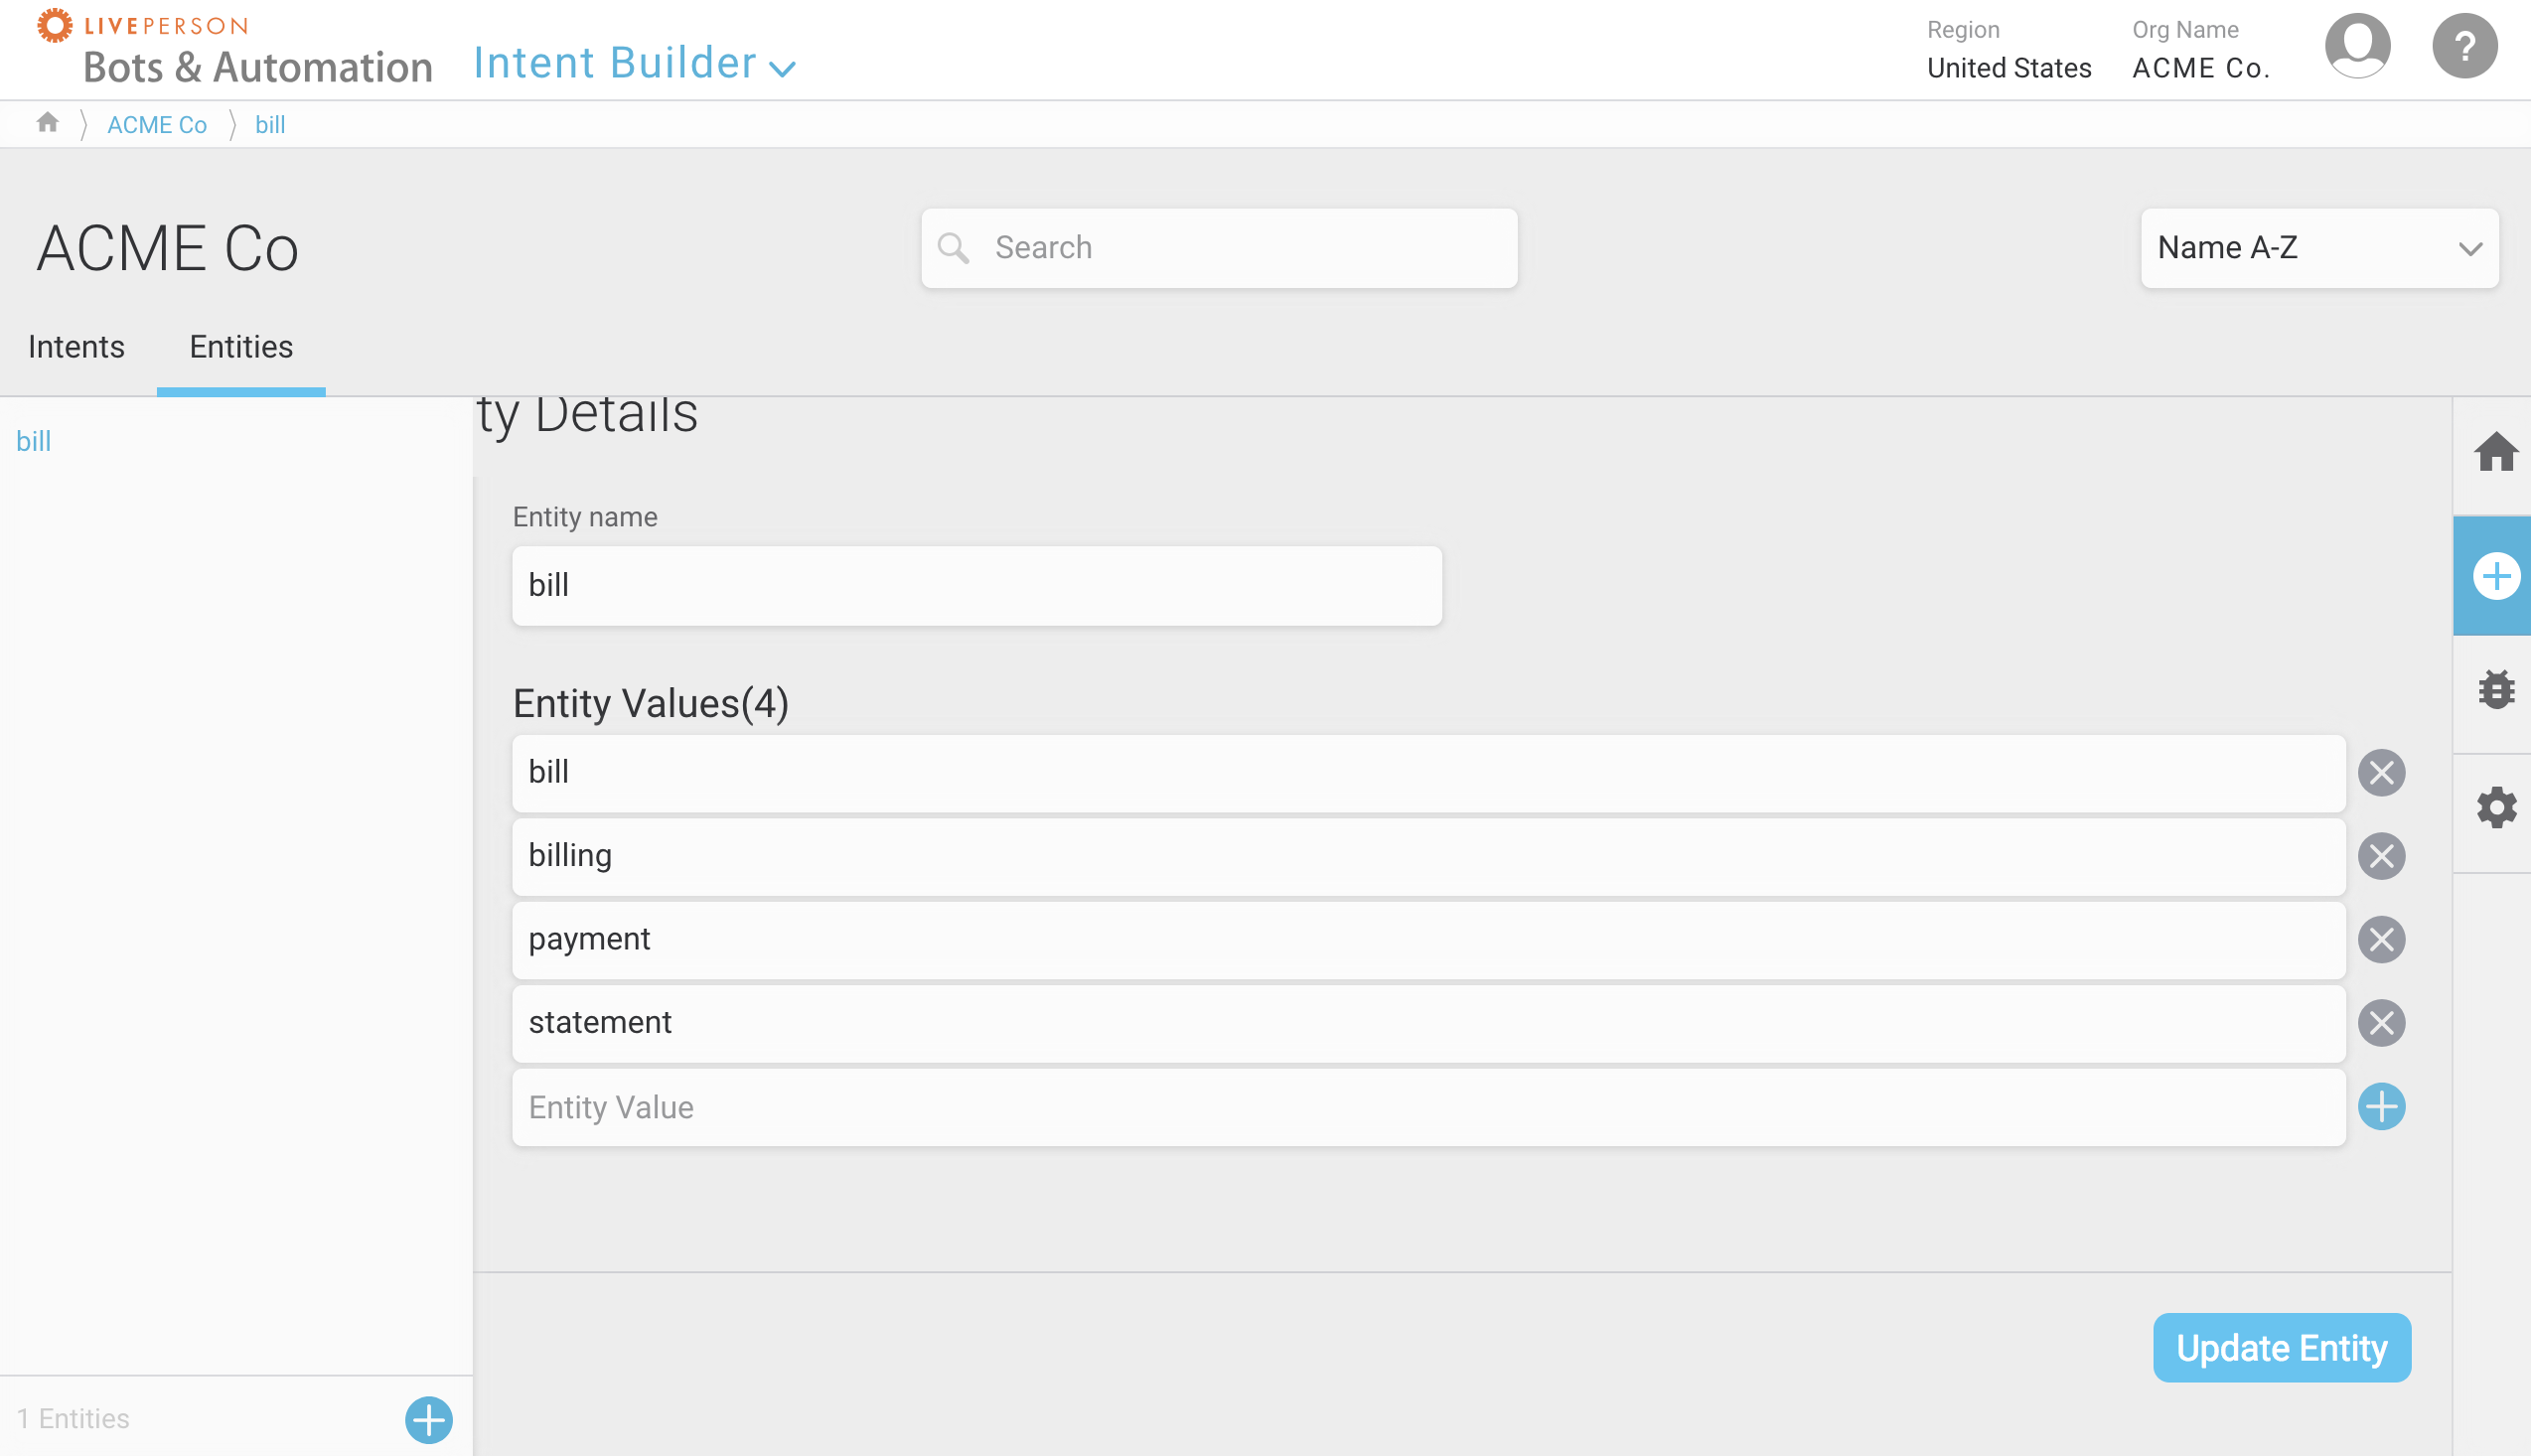 LIVEPERSON
Bots & Automation
Intent Builder
Region
United States
Org Name
ACME Co.
?
ACME Co
bill
ACME Co
Search
Name A-Z
Intents
Entities
bill
ty Details
Entity name
bill
Entity Values(4)
bill
billing
payment
statement
Entity Value
Update Entity
1 Entities